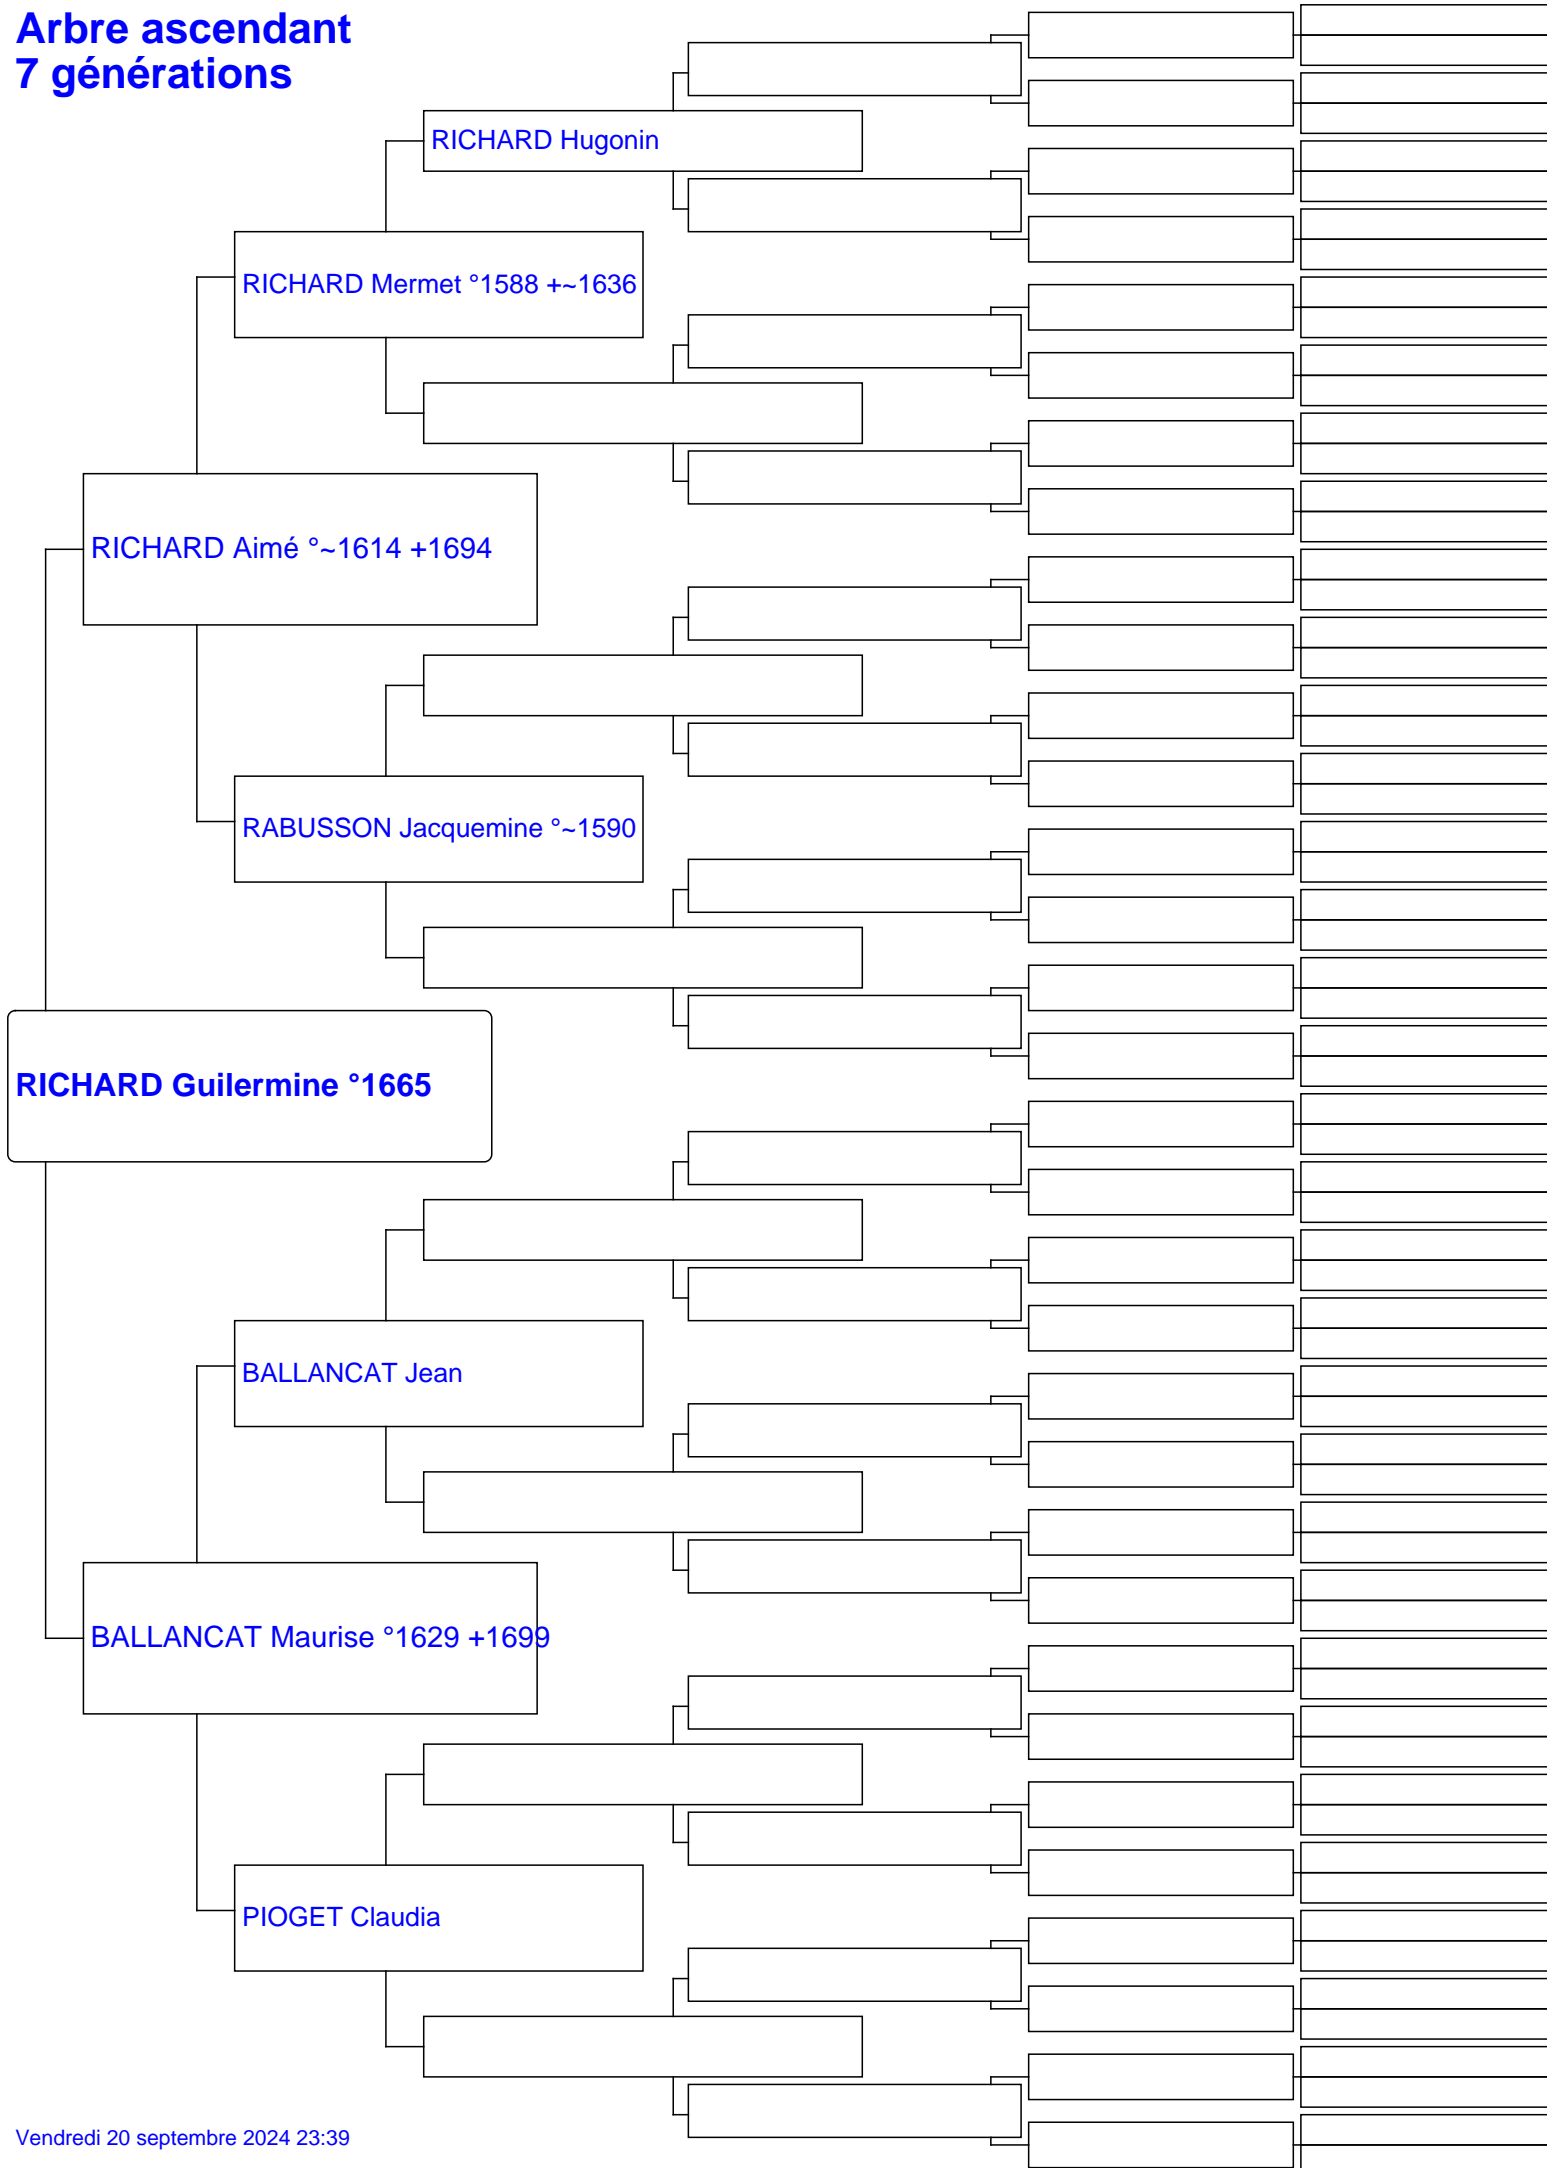 Arbre ascendant
7 générations
RICHARD Hugonin
RICHARD Mermet °1588 +~1636
RICHARD Aimé °~1614 +1694
RABUSSON Jacquemine °~1590
RICHARD Guilermine °1665
BALLANCAT Jean
BALLANCAT Maurise °1629 +1699
PIOGET Claudia
Vendredi 20 septembre 2024 23:39